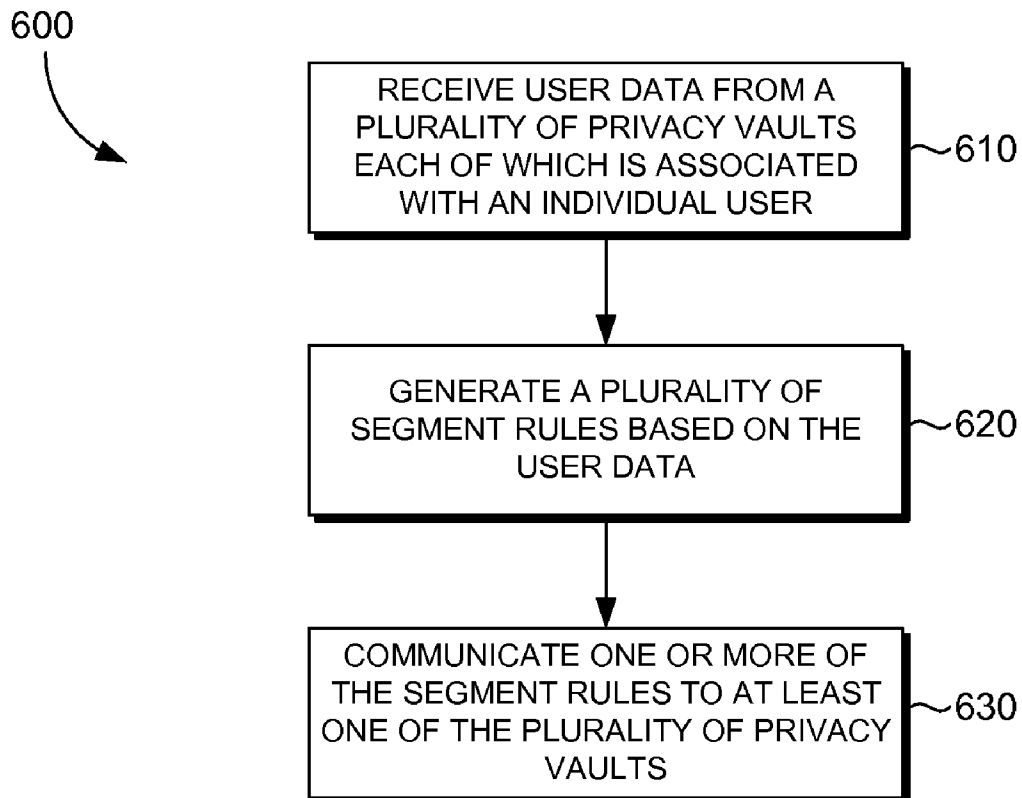 600
RECEIVE USER DATA FROM A
PLURALITY OF PRIVACY VAULTS
EACH OF WHICH IS ASSOCIATED
WITH AN INDIVIDUAL USER
610
GENERATE A PLURALITY OF
SEGMENT RULES BASED ON THE
USER DATA
620
COMMUNICATE ONE OR MORE OF
THE SEGMENT RULES TO AT LEAST
ONE OF THE PLURALITY OF PRIVACY
VAULTS
630